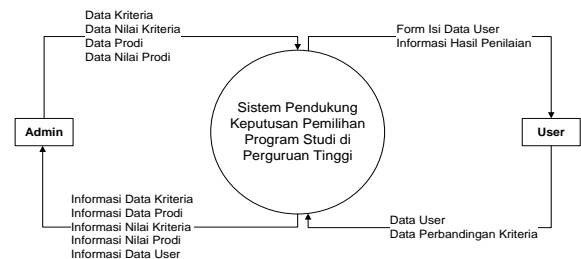 Data Kriteria
Data Nilai Kriteria
Data Prodi
Data Nilai Prodi
Form Isi Data User
Informasi Hasil Penilaian
Admin
Sistem Pendukung
Keputusan Pemilihan
Program Studi di
Perguruan Tinggi
User
Informasi Data Kriteria
Informasi Data Prodi
Informasi Nilai Kriteria
Informasi Nilai Prodi
Informasi Data User
Data User
Data Perbandingan Kriteria